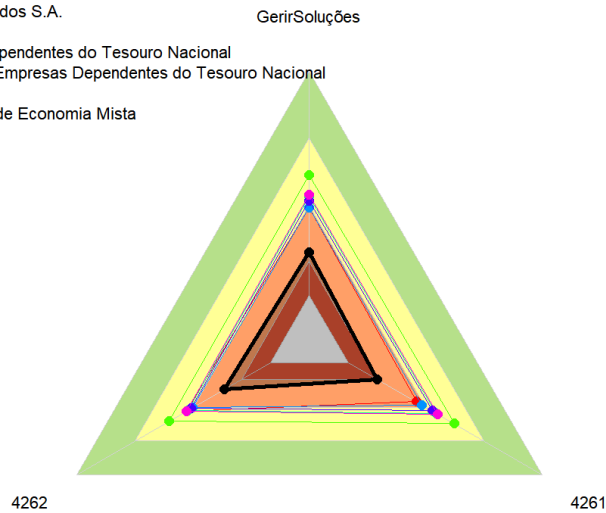 dos S.A.
GerirSoluções
pendentes do Tesouro Nacional
Empresas Dependentes do Tesouro Nacional
de Economia Mista
4262
4261